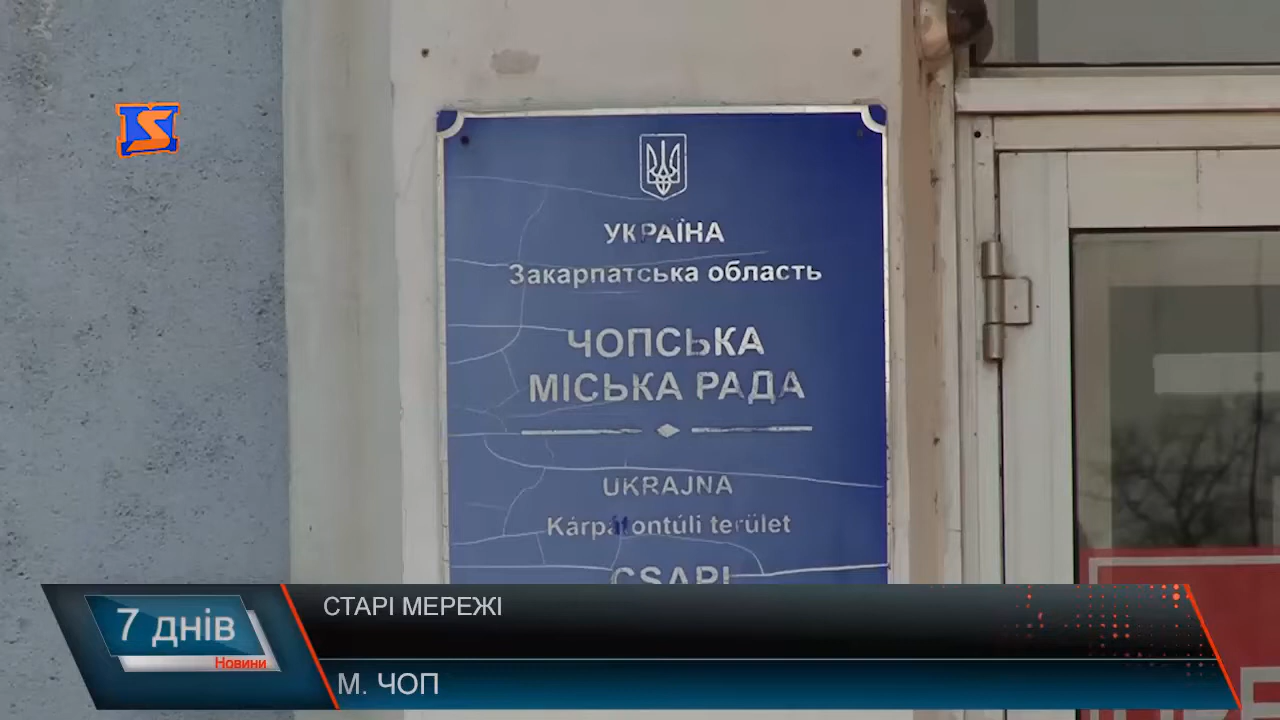 УКРАЇНА
Закарпатська область
ЧОПСЬКА
МІСЬКА РАДА
UKRAJNA
Kárpátontúli terület
7 днів
Новини
СТАРІ МЕРЕЖІ
М. ЧОП